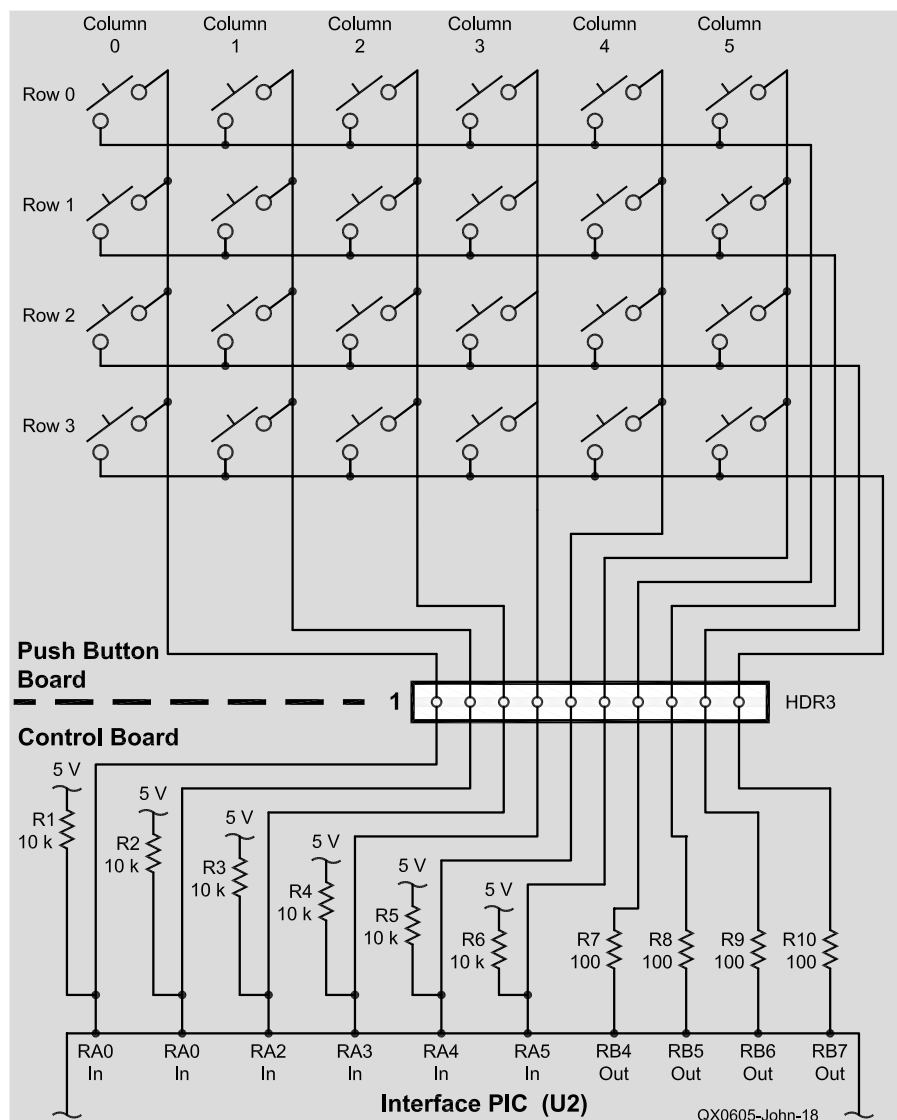 Column Column Column Column Column Column
0 1 2 3 4 5
Row 0
Row 1
Row 2
Row 3
Push Button
Board
1 HDR3
Control Board
5 V
R1
10 k
5 V
R2
10 k
5 V
R3
10 k
5 V
R4
10 k
5 V
R5
10 k
5 V
R6
10 k
R7
100
R8
100
R9
100
R10
100
RA0 RA0 RA2 RA3 RA4 RA5 RB4 RB5 RB6 RB7
In In In In In In Out Out Out Out
Interface PIC (U2)
QX0605-John-18